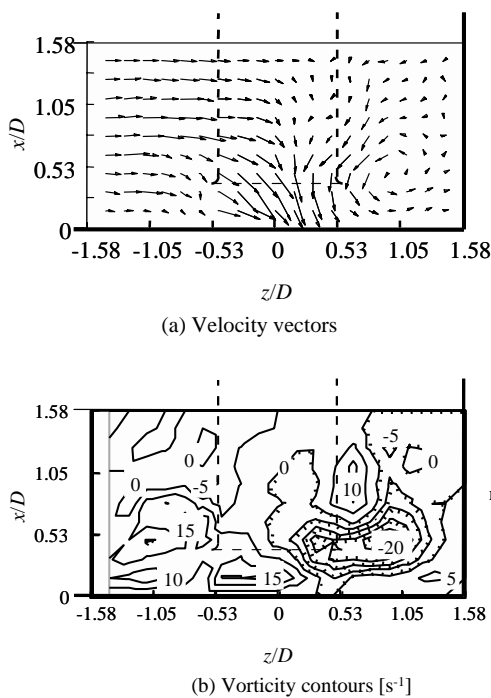 1.58
1.05
0.53
0
x/D
-1.58 -1.05 -0.53 0 0.53 1.05 1.58
z/D
(a) Velocity vectors
1.58
1.05
0.53
0
x/D
0 0 -5 15 10 15 0 10 -5 0 -20 5
-1.58 -1.05 -0.53 0 0.53 1.05 1.58
z/D
(b) Vorticity contours [s⁻¹]